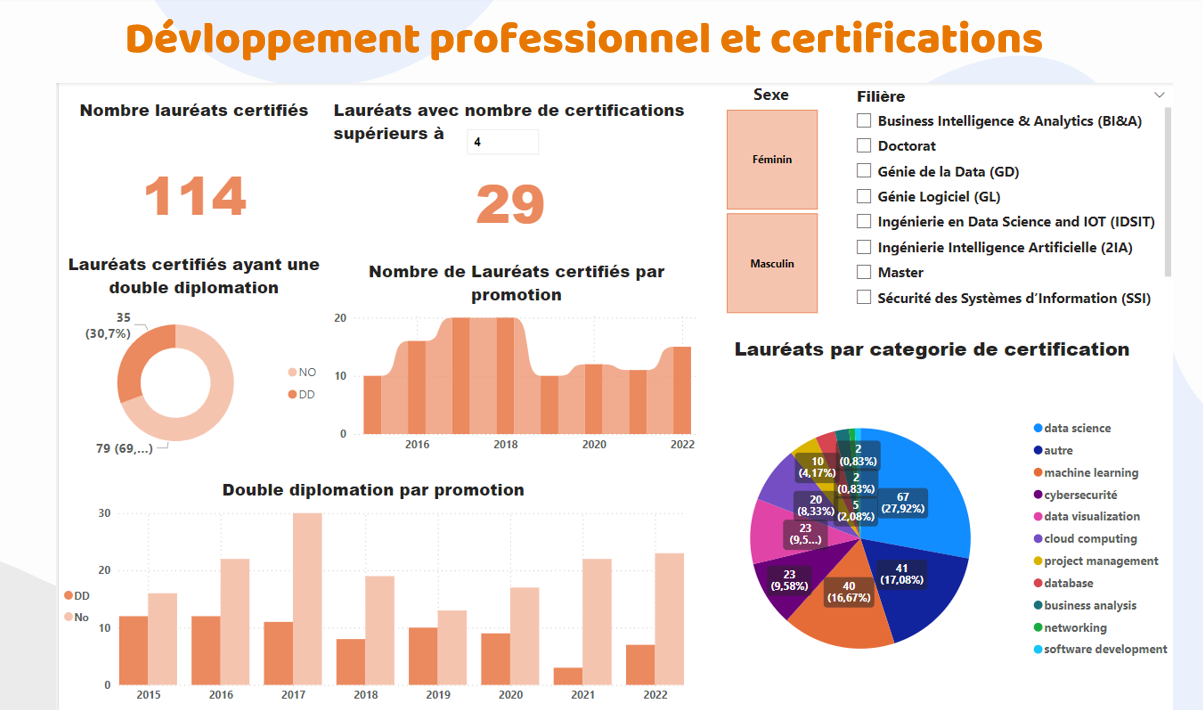 Dévloppement professionnel et certifications
Nombre lauréats certifiés
114
Lauréats avec nombre de certifications
supérieurs à
4
29
Sexe
Féminin
Masculin
Filière
Business Intelligence & Analytics (BI&A)
Doctorat
Génie de la Data (GD)
Génie Logiciel (GL)
Ingénierie en Data Science and IOT (IDSIT)
Ingénierie Intelligence Artificielle (2IA)
Master
Sécurité des Systèmes d'Information (SSI)
Lauréats certifiés ayant une
double diplomation
35
(30,7%)
79 (69,...)
NO
DD
Nombre de Lauréats certifiés par
promotion
20
10
0
2016 2018 2020 2022
Lauréats par categorie de certification
2
(0,83%)
2
(0,83%)
5
(2,08%)
10
(4,17%)
20
(8,33%)
23
(9,5...)
23
(9,58%)
40
(16,67%)
41
(17,08%)
67
(27,92%)
data science
autre
machine learning
cybersecurité
data visualization
cloud computing
project management
database
business analysis
networking
software development
Double diplomation par promotion
DD
No
30
20
10
0
2015 2016 2017 2018 2019 2020 2021 2022